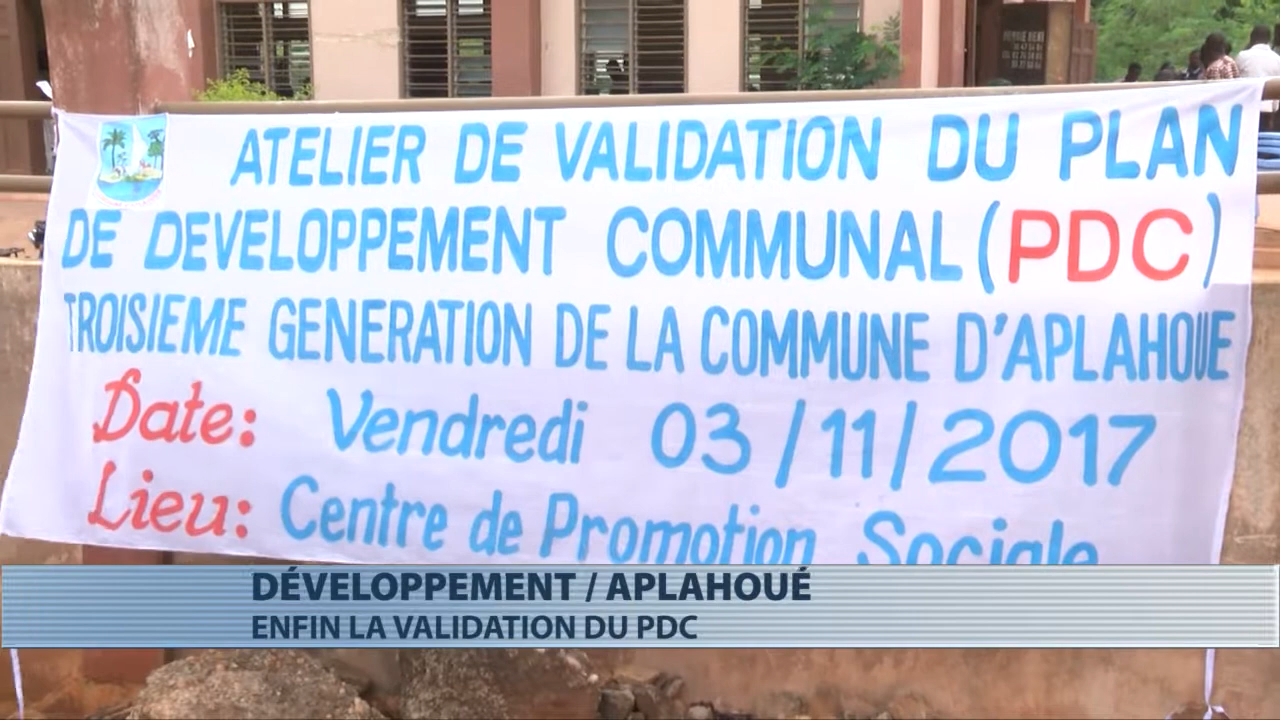 ATELIER DE VALIDATION DU PLAN
DE DEVELOPPEMENT COMMUNAL (PDC)
TROISIEME GENERATION DE LA COMMUNE D'APLAHOUE
Date: Vendredi 03/11/2017
Lieu: Centre de Promotion Sociale
DÉVELOPPEMENT / APLAHOUÉ
ENFIN LA VALIDATION DU PDC